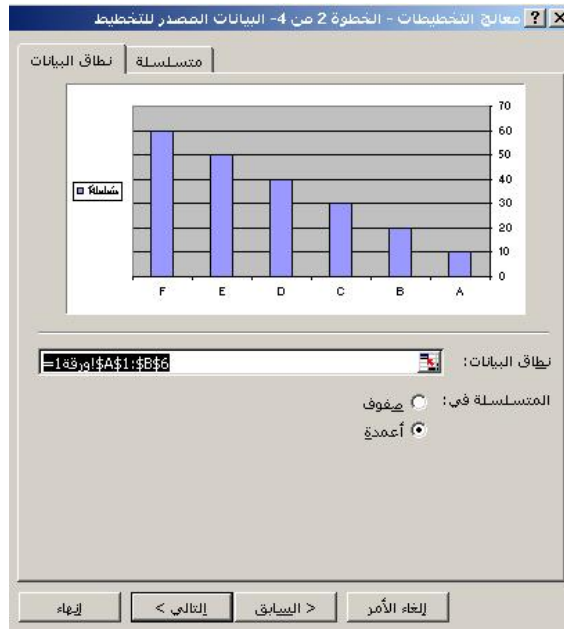 معالج التخطيطات - الخطوة 2 من 4- البيانات المصدر للتخطيط
نطاق البيانات
متسلسلة
70
60
50
40
30
20
10
0
F E D C B A
نطاق البيانات:
=ورقة1!$A$1:$B$6
المتسلسلة في:
صفوف
أعمدة
إلغاء الأمر
< السابق
التالي >
إنهاء